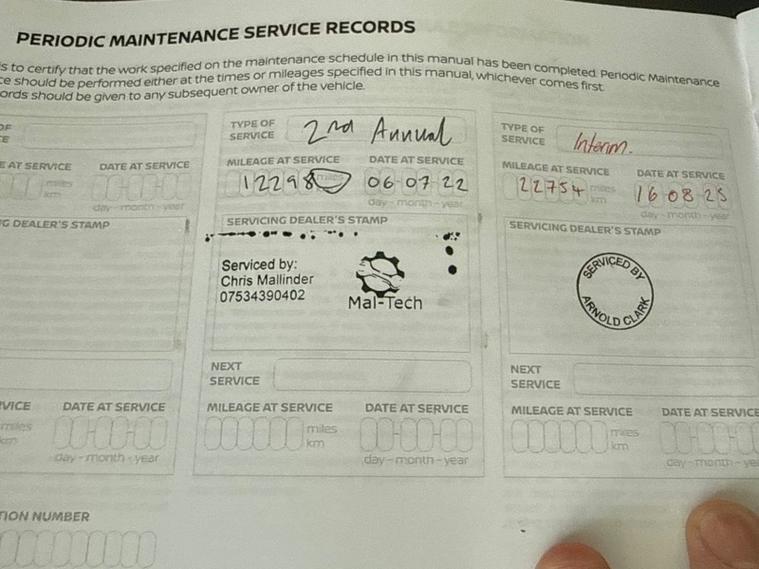 PERIODIC MAINTENANCE SERVICE RECORDS
s to certify that the work specified on the maintenance schedule in this manual has been completed. Periodic Maintenance
ce should be performed either at the times or mileages specified in this manual, whichever comes first.
ords should be given to any subsequent owner of the vehicle.
OF
CE
E AT SERVICE
DATE AT SERVICE
miles
km
day - month - year
G DEALER'S STAMP
RVICE
DATE AT SERVICE
miles
km
day - month - year
TION NUMBER
TYPE OF
SERVICE
2nd Annual
MILEAGE AT SERVICE
DATE AT SERVICE
12298 miles
06-07-22
day - month - year
SERVICING DEALER'S STAMP
Serviced by:
Chris Mallinder
07534390402
Mal-Tech
NEXT
SERVICE
MILEAGE AT SERVICE
DATE AT SERVICE
miles
km
day - month - year
TYPE OF
SERVICE
Interim.
MILEAGE AT SERVICE
DATE AT SERVICE
22754 miles
km
16-08-25
day - month - year
SERVICING DEALER'S STAMP
SERVICED BY
ARNOLD CLARK
NEXT
SERVICE
MILEAGE AT SERVICE
DATE AT SERVICE
miles
km
day - month - year